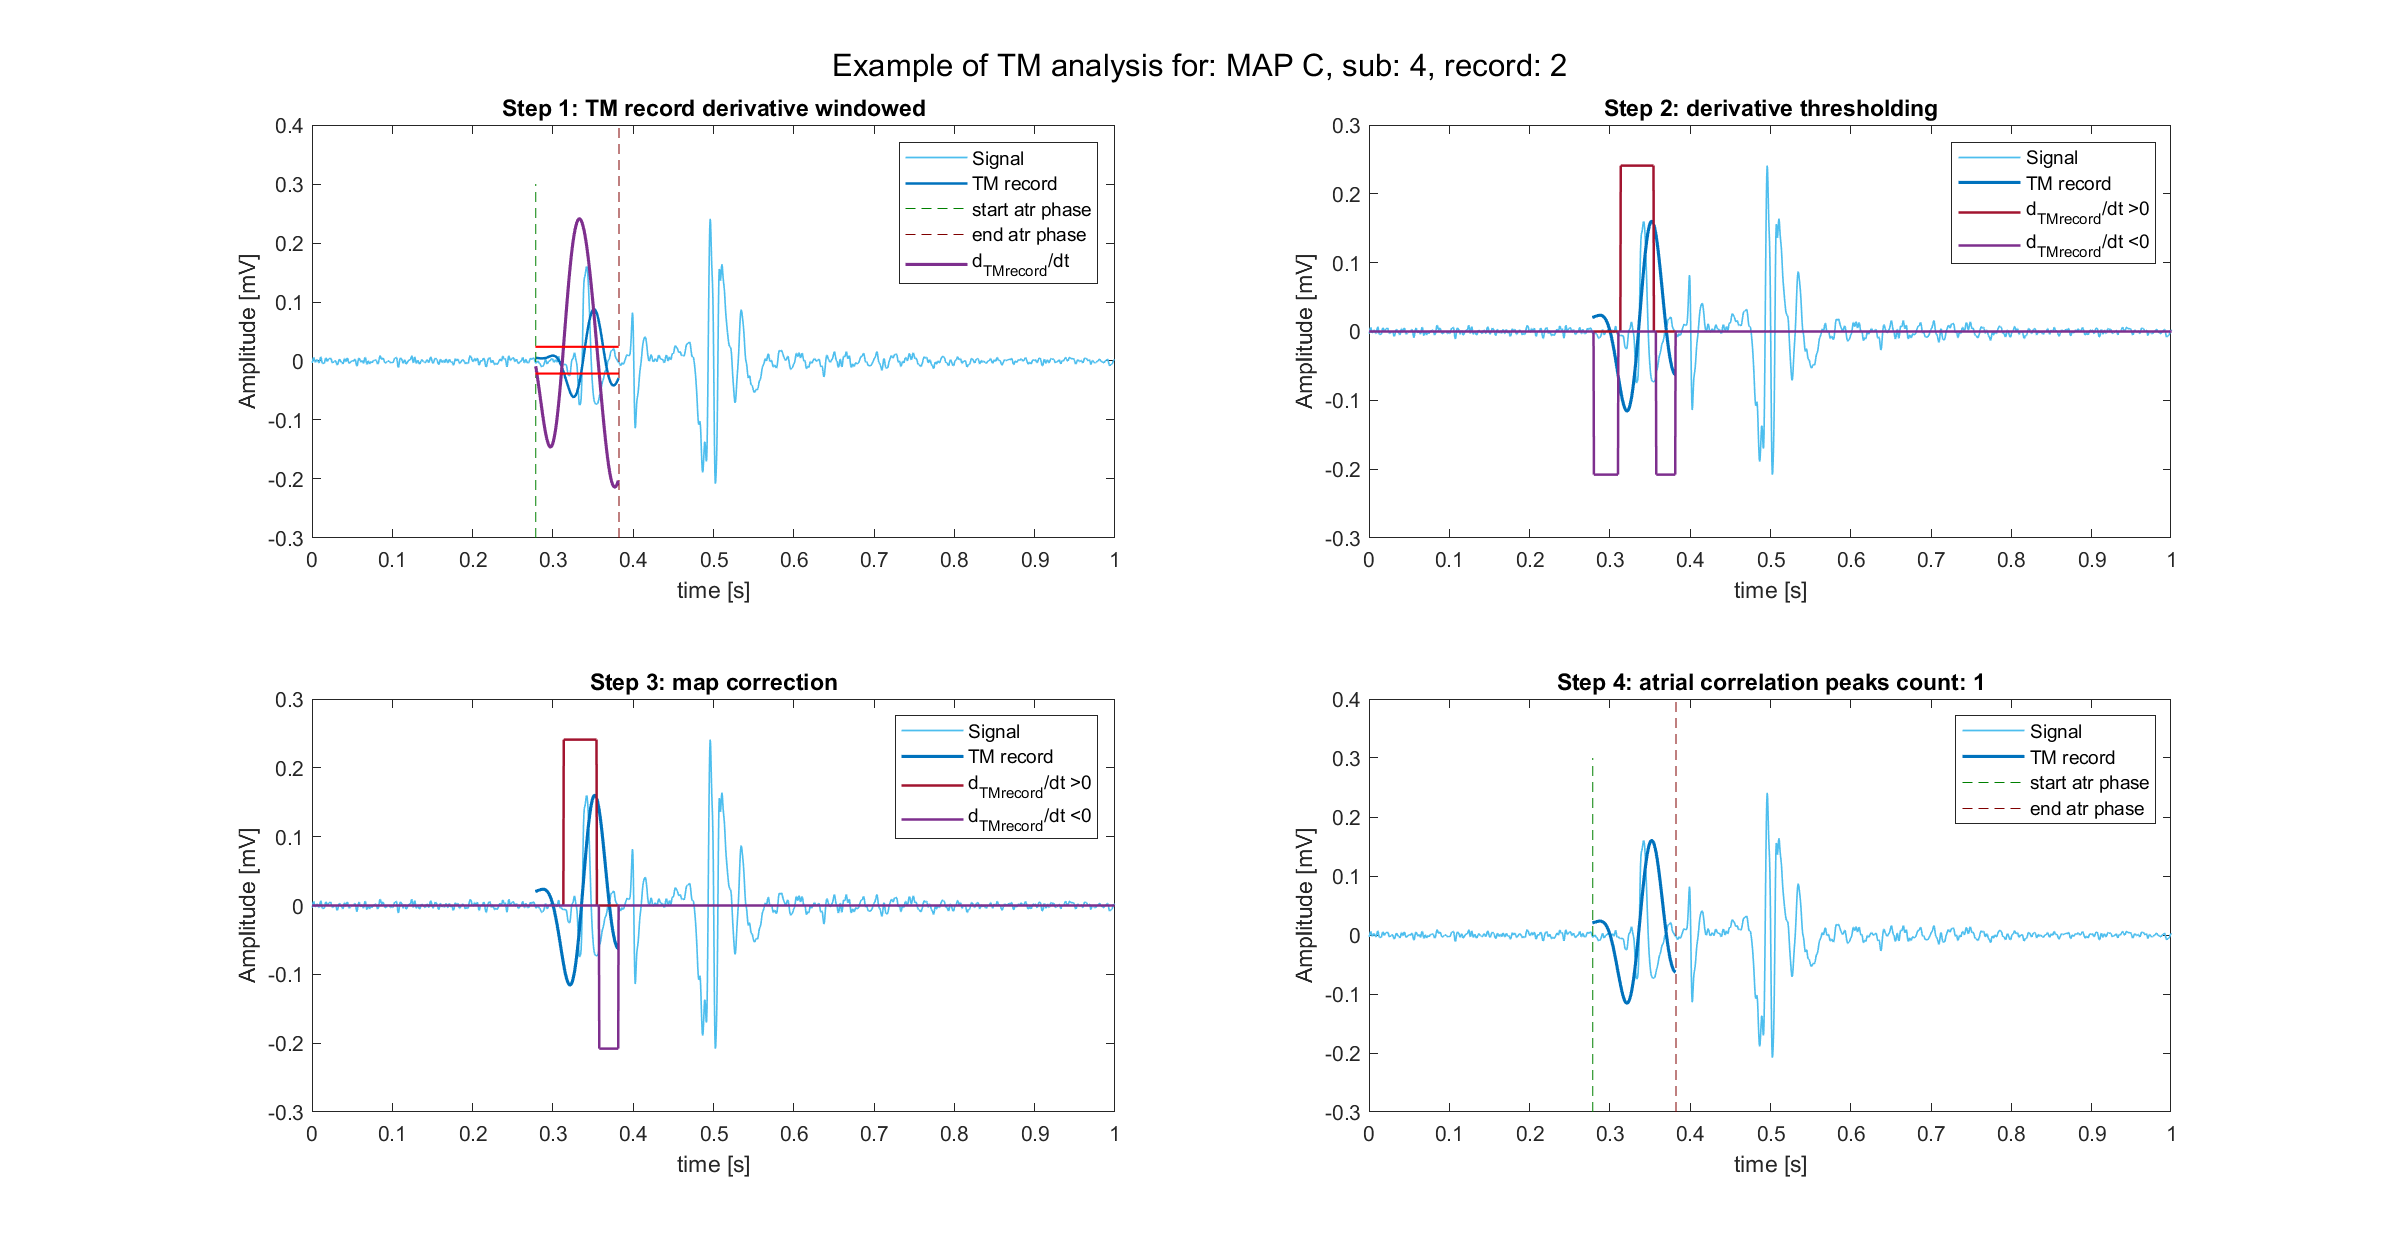 Example of TM analysis for: MAP C, sub: 4, record: 2
Step 1: TM record derivative windowed
0.4
0.3
0.2
0.1
0
-0.1
-0.2
-0.3
Amplitude [mV]
0 0.1 0.2 0.3 0.4 0.5 0.6 0.7 0.8 0.9 1
time [s]
Signal
TM record
start atr phase
end atr phase
d_TMrecord/dt
Step 2: derivative thresholding
0.3
0.2
0.1
0
-0.1
-0.2
-0.3
Amplitude [mV]
0 0.1 0.2 0.3 0.4 0.5 0.6 0.7 0.8 0.9 1
time [s]
Signal
TM record
d_TMrecord/dt >0
d_TMrecord/dt <0
Step 3: map correction
0.3
0.2
0.1
0
-0.1
-0.2
-0.3
Amplitude [mV]
0 0.1 0.2 0.3 0.4 0.5 0.6 0.7 0.8 0.9 1
time [s]
Signal
TM record
d_TMrecord/dt >0
d_TMrecord/dt <0
Step 4: atrial correlation peaks count: 1
0.4
0.3
0.2
0.1
0
-0.1
-0.2
-0.3
Amplitude [mV]
0 0.1 0.2 0.3 0.4 0.5 0.6 0.7 0.8 0.9 1
time [s]
Signal
TM record
start atr phase
end atr phase